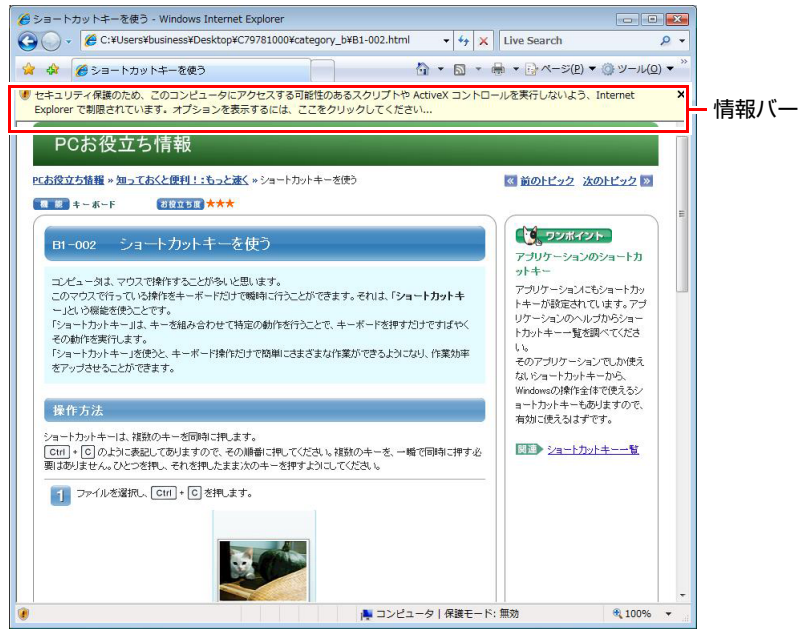 ショートカットキーを使う - Windows Internet Explorer
C:¥Users¥business¥Desktop¥C79781000¥category_b¥B1-002.html
Live Search
ショートカットキーを使う
ページ(P)
ツール(O)
セキュリティ保護のため、このコンピュータにアクセスする可能性のあるスクリプトや ActiveX コントロールを実行しないよう、Internet
Explorer で制限されています。オプションを表示するには、ここをクリックしてください...
情報バー
PCお役立ち情報
PCお役立ち情報 » 知っておくと便利！:もっと速く » ショートカットキーを使う
前のトピック 次のトピック
機 能 キーボード お役立ち度 ★★★
B1-002 ショートカットキーを使う
コンピュータは、マウスで操作することが多いと思います。
このマウスで行っている操作をキーボードだけで瞬時に行うことができます。それは、「ショートカットキ
ー」という機能を使うことです。
「ショートカットキー」は、キーを組み合わせて特定の動作を行うことで、キーボードを押すだけですばやく
その動作を実行します。
「ショートカットキー」を使うと、キーボード操作だけで簡単にさまざまな作業ができるようになり、作業効率
をアップさせることができます。
操作方法
ショートカットキーは、複数のキーを同時に押します。
Ctrl + C のように表記してありますので、その順番に押してください。複数のキーを、一瞬で同時に押す必
要はありません。ひとつを押し、それを押したまま次のキーを押すようにしてください。
1 ファイルを選択し、Ctrl + C を押します。
ワンポイント
アプリケーションのショートカ
ットキー
アプリケーションにもショートカッ
トキーが設定されています。アプ
リケーションのヘルプからショー
トカットキー一覧を調べてくださ
い。
そのアプリケーションでしか使え
ないショートカットキーから、
Windowsの操作全体で使えるシ
ョートカットキーもありますので、
有効に使えるはずです。
関連 ショートカットキー一覧
コンピュータ | 保護モード: 無効
100%